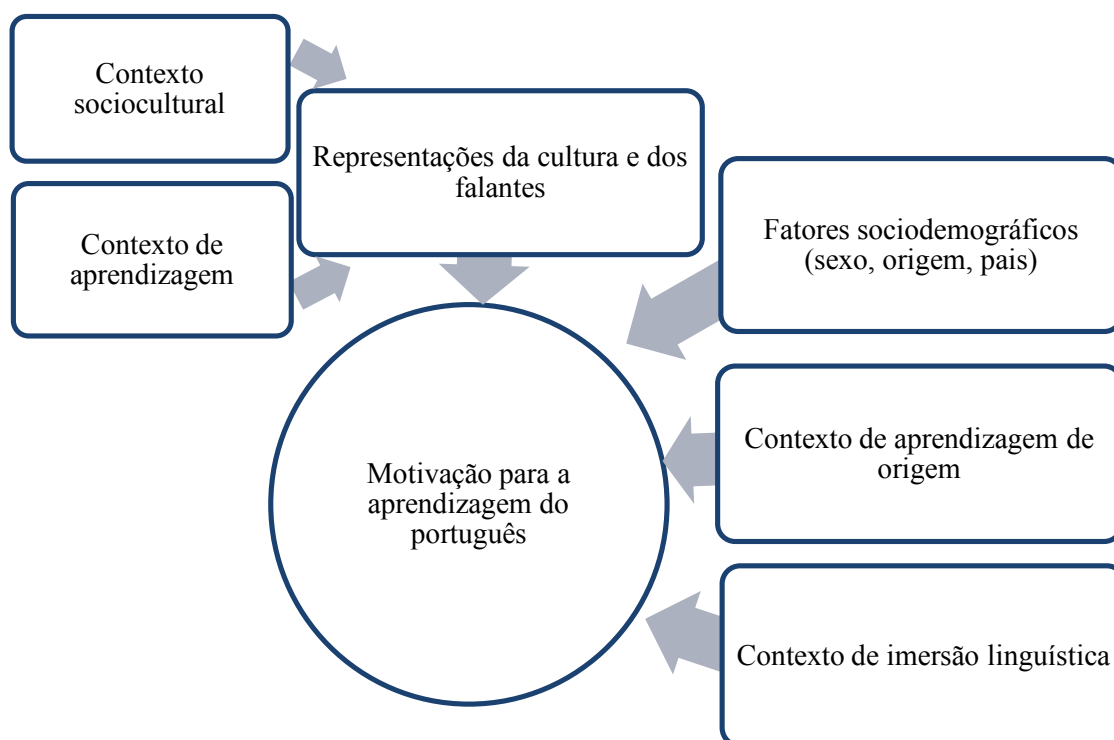 Contexto
sociocultural
Representações da cultura e dos
falantes
Contexto de
aprendizagem
Fatores sociodemográficos
(sexo, origem, pais)
Contexto de aprendizagem de
origem
Motivação para a
aprendizagem do
português
Contexto de imersão linguística